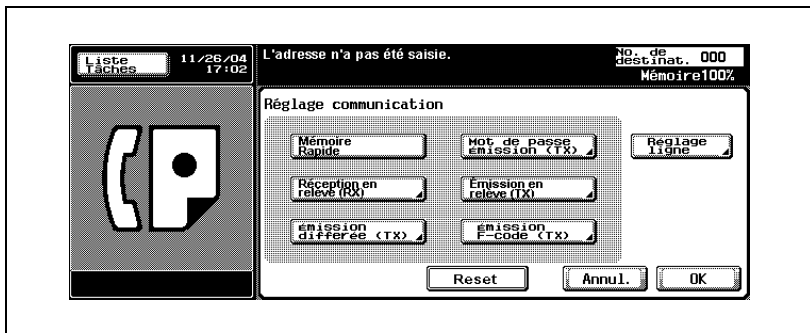 Liste
Tâches
11/26/04
17:02
L'adresse n'a pas été saisie.
No. de
destinat. 000
Mémoire100%
Réglage communication
Mémoire
Rapide
Mot de passe
émission (TX)
Réglage
ligne
Réception en
relève (RX)
Émission en
relève (TX)
émission
différée (TX)
émission
F-code (TX)
Reset
Annul.
OK